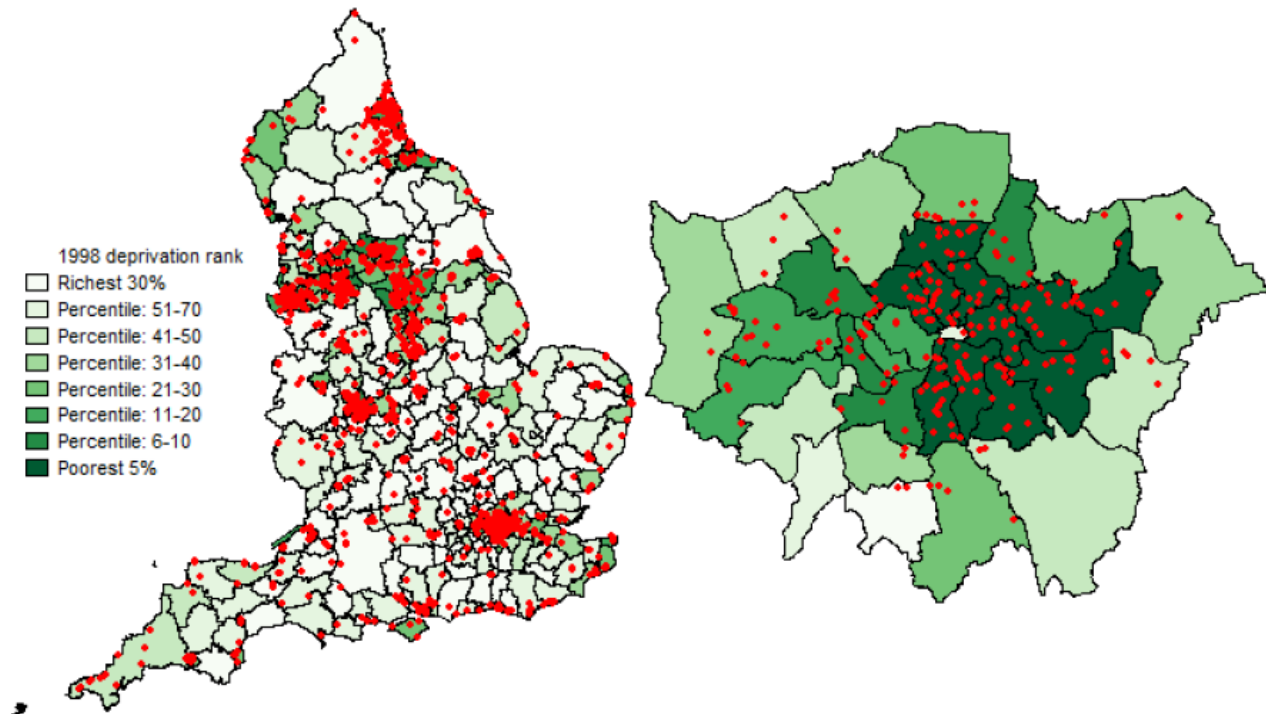 1998 deprivation rank
Richest 30%
Percentile: 51-70
Percentile: 41-50
Percentile: 31-40
Percentile: 21-30
Percentile: 11-20
Percentile: 6-10
Poorest 5%